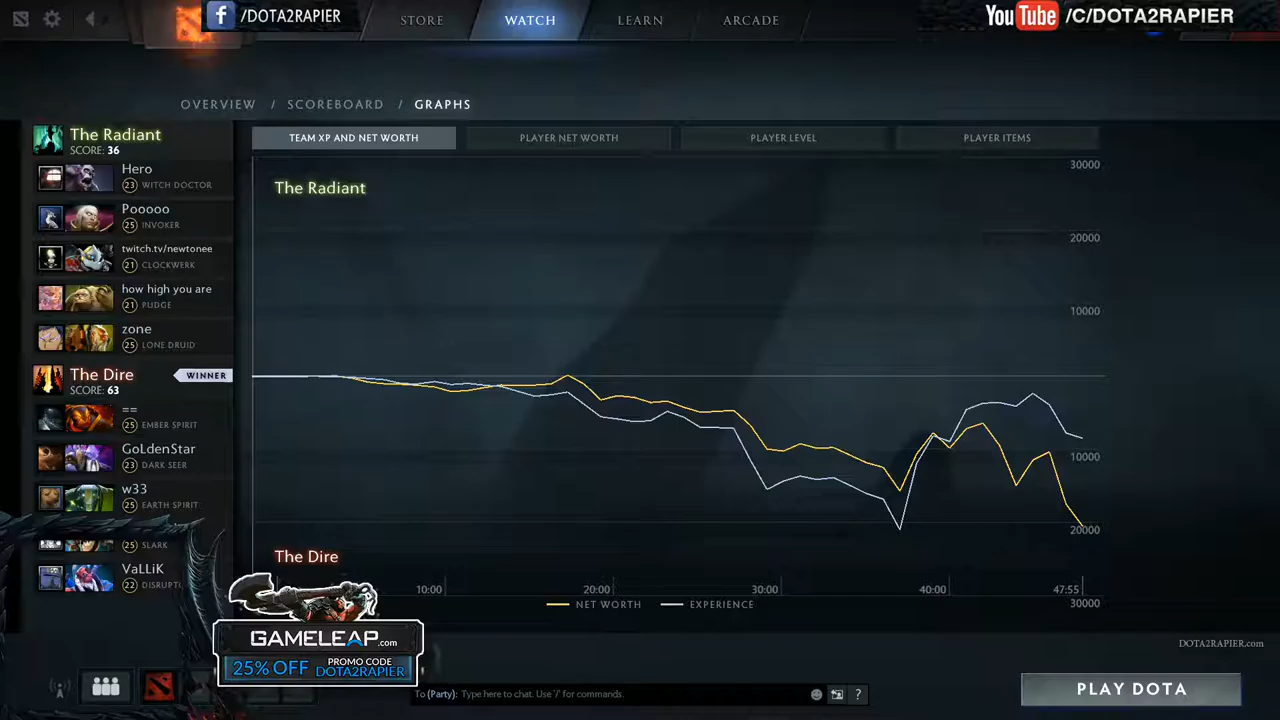 /DOTA2RAPIER
STORE
WATCH
LEARN
ARCADE
YouTube /C/DOTA2RAPIER
OVERVIEW / SCOREBOARD / GRAPHS
The Radiant
SCORE: 36
Hero
23 WITCH DOCTOR
Pooooo
25 INVOKER
twitch.tv/newtonee
21 CLOCKWERK
how high you are
21 PUDGE
zone
25 LONE DRUID
The Dire
WINNER
SCORE: 63
==
25 EMBER SPIRIT
GoLdenStar
23 DARK SEER
w33
25 EARTH SPIRIT
25 SLARK
VaLLiK
22
TEAM XP AND NET WORTH
PLAYER NET WORTH
PLAYER LEVEL
PLAYER ITEMS
The Radiant
30000
20000
10000
10000
20000
The Dire
10:00
20:00
30:00
40:00
47:55
30000
NET WORTH
EXPERIENCE
GAMELEAP.com
25% OFF PROMO CODE DOTA2RAPIER
DOTA2RAPIER.com
To (Party): Type here to chat. Use '/' for commands.
?
PLAY DOTA